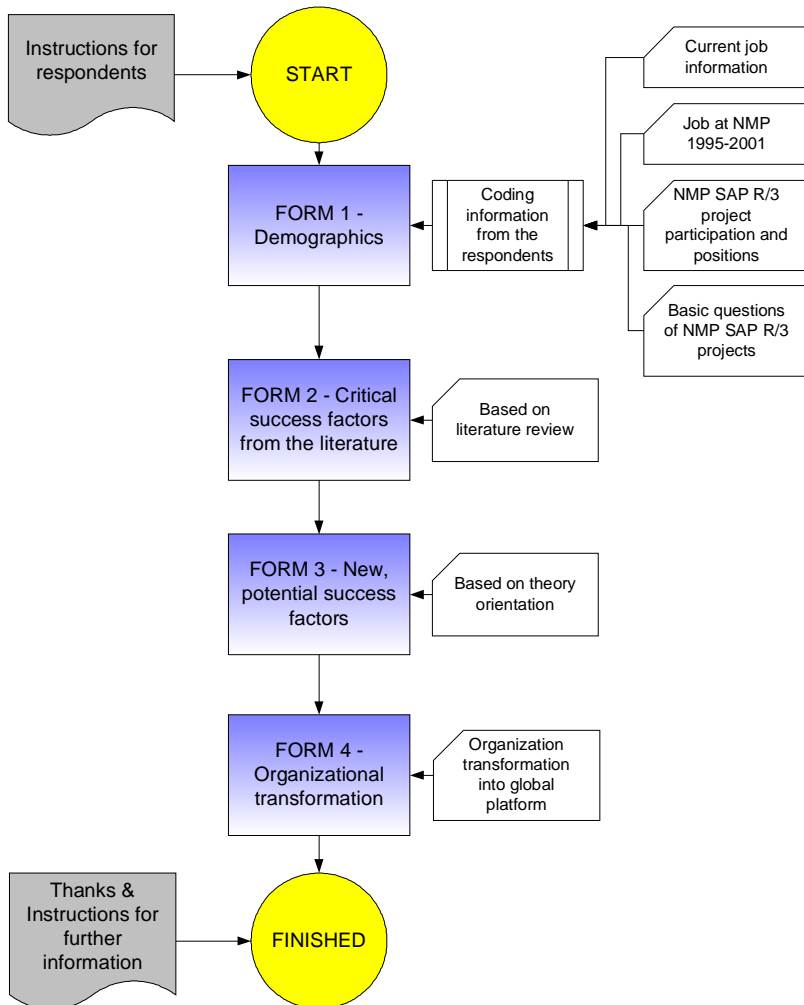 Instructions for
respondents
START
Current job
information
Job at NMP
1995-2001
FORM 1 -
Demographics
Coding
information
from the
respondents
NMP SAP R/3
project
participation and
positions
Basic questions
of NMP SAP R/3
projects
FORM 2 - Critical
success factors
from the literature
Based on
literature review
FORM 3 - New,
potential success
factors
Based on theory
orientation
FORM 4 -
Organizational
transformation
Organization
transformation
into global
platform
Thanks &
Instructions for
further
information
FINISHED